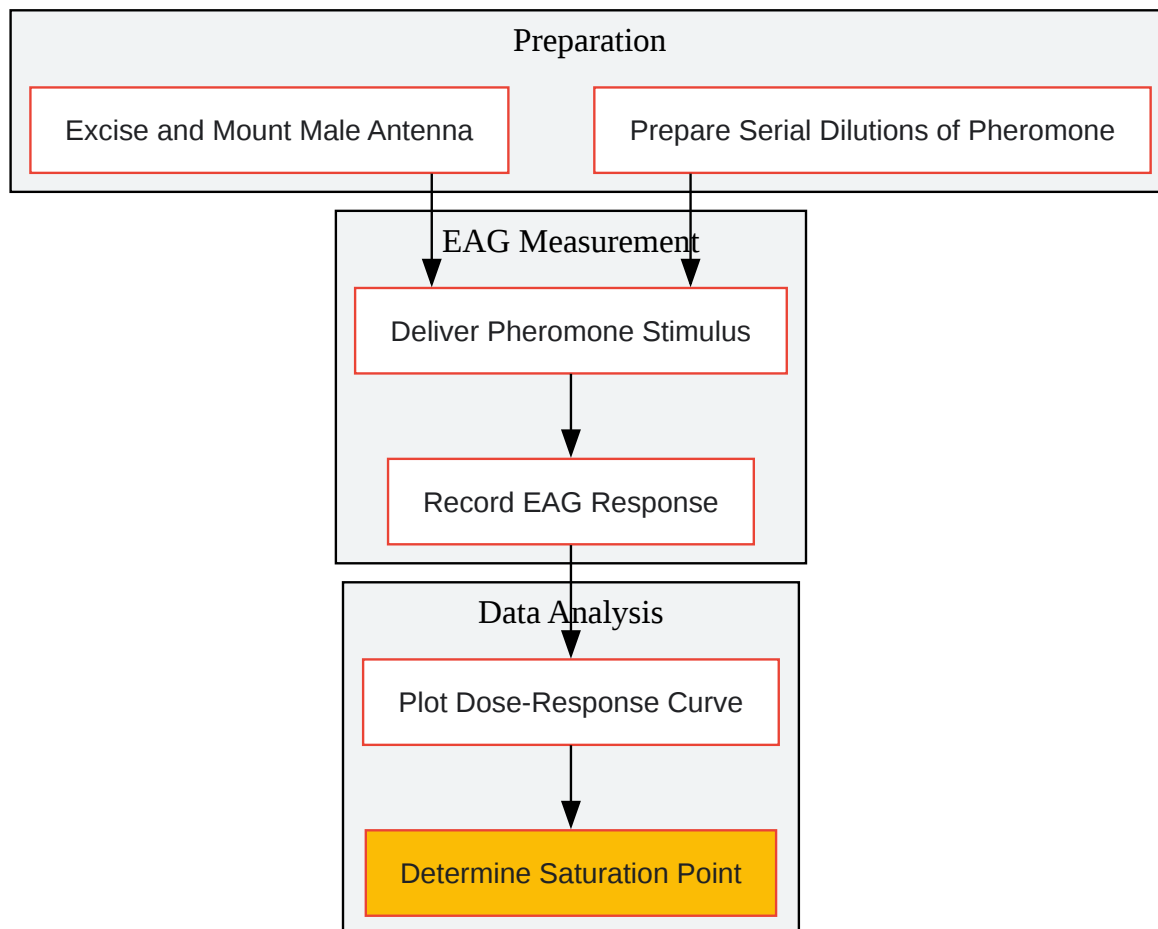 Preparation
Excise and Mount Male Antenna
Prepare Serial Dilutions of Pheromone
EAG Measurement
Deliver Pheromone Stimulus
Record EAG Response
Data Analysis
Plot Dose-Response Curve
Determine Saturation Point